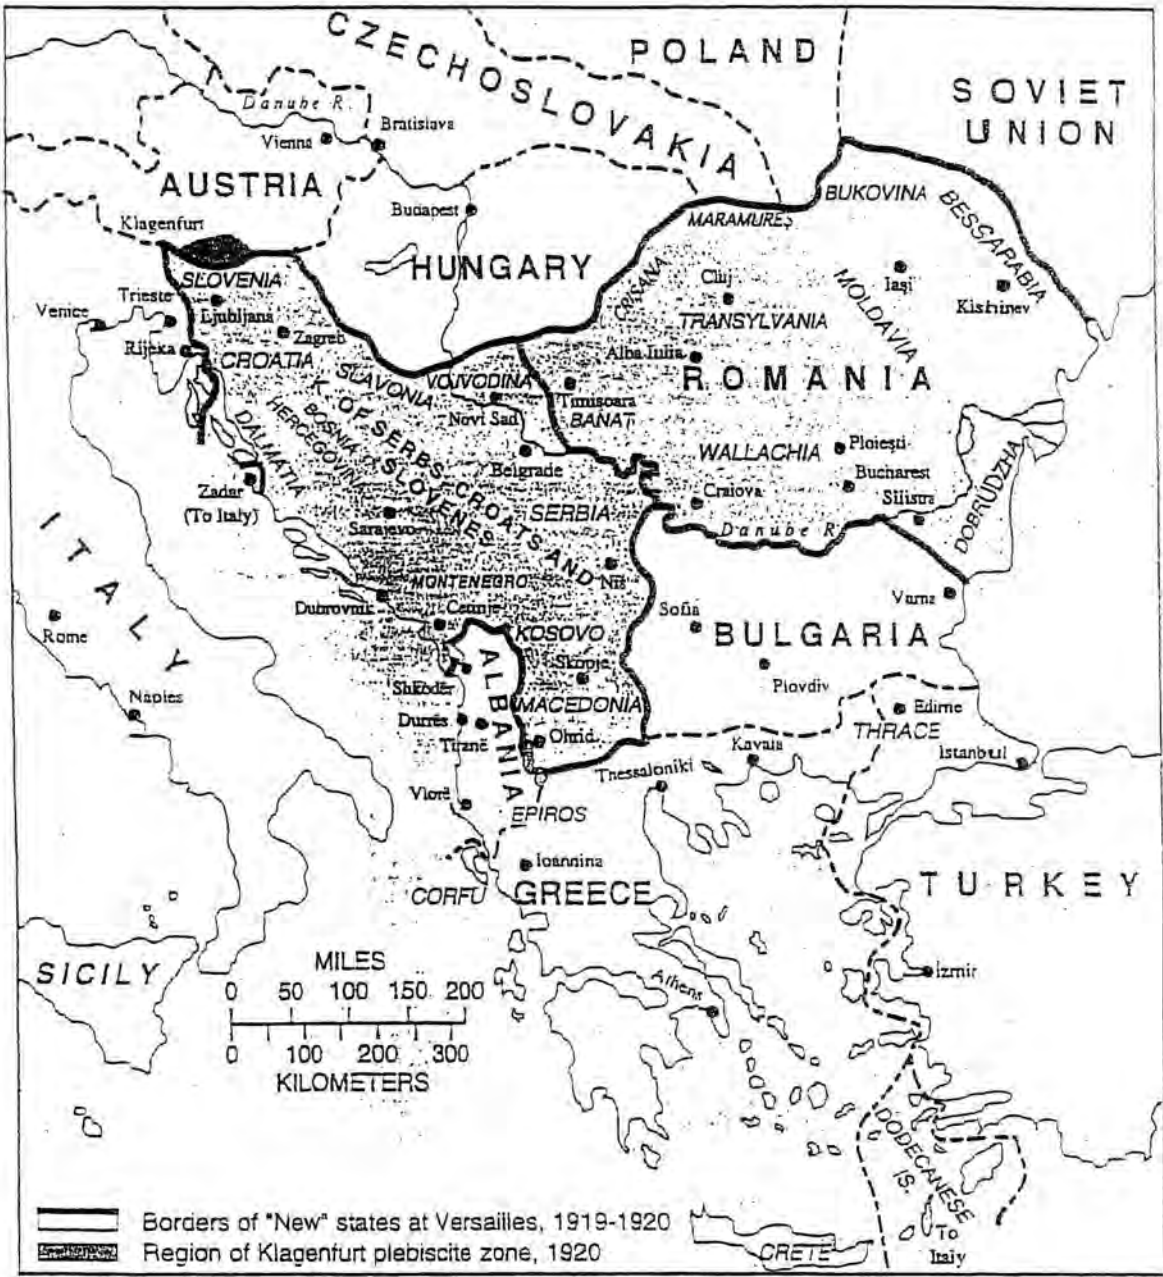 CZECHOSLOVAKIA
POLAND
SOVIET
UNION
Danube R.
Vienna
Bratislava
AUSTRIA
BUKOVINA
BESSARABIA
Klagenfurt
Budapest
MARAMUREŞ
HUNGARY
SLOVENIA
CRISANA
Cluj
Iaşi
MOLDAVIA
Kishinev
Venice
Trieste
Ljubljana
Zagreb
TRANSYLVANIA
Rijeka
CROATIA
Alba Iulia
SLAVONIA
VOJVODINA
ROMANIA
Timisoara
BANAT
Novi Sad
K. OF SERBS, CROATS AND
SLOVENES
BOSNIA
HERCEGOVINA
DALMATIA
Belgrade
WALLACHIA
Ploieşti
Bucharest
Zadar
(To Italy)
Craiova
Silistra
DOBRUDZHA
Sarajevo
SERBIA
Danube R
ITALY
MONTENEGRO
Niš
Dubrovnik
Cetinje
Sofia
Varna
Rome
KOSOVO
BULGARIA
ALBANIA
Skopje
Shkodër
Plovdiv
Naples
MACEDONIA
Durrës
Tiranë
Ohrid
Edirne
THRACE
Kavala
Istanbul
Thessaloniki
Vlorë
EPIROS
Ioannina
CORFU
GREECE
TURKEY
SICILY
MILES
0 50 100 150 200
0 100 200 300
KILOMETERS
Athens
Izmir
DODECANESE
IS.
To
Italy
CRETE
Borders of "New" states at Versailles, 1919-1920
Region of Klagenfurt plebiscite zone, 1920